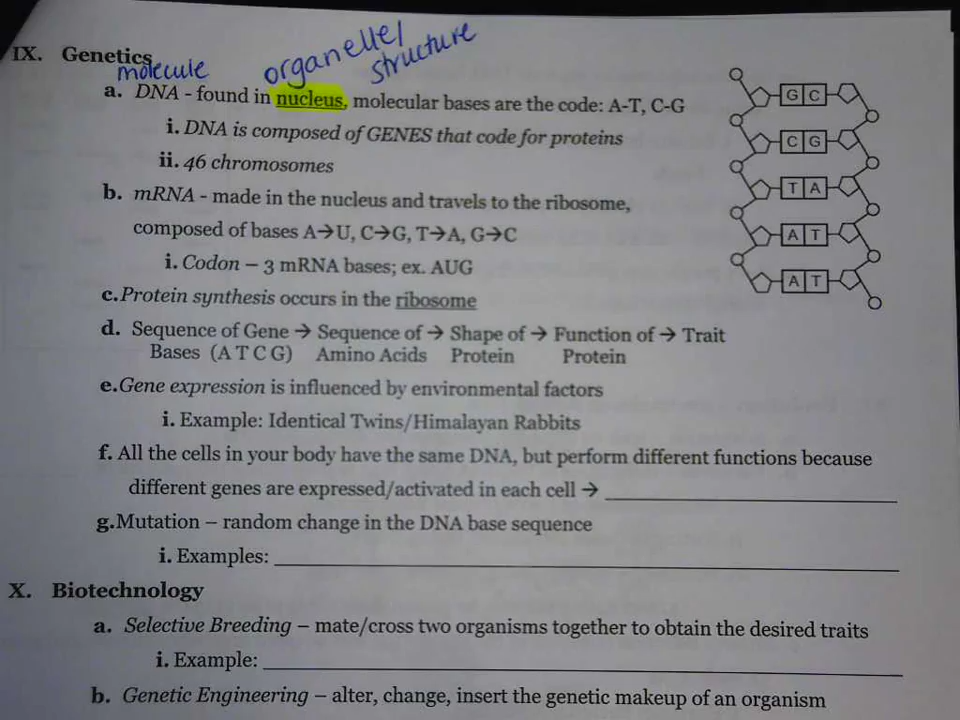 organelle/
structure
IX. Genetics
molecule
a. DNA - found in nucleus, molecular bases are the code: A-T, C-G
i. DNA is composed of GENES that code for proteins
ii. 46 chromosomes
b. mRNA - made in the nucleus and travels to the ribosome,
composed of bases A→U, C→G, T→A, G→C
i. Codon – 3 mRNA bases; ex. AUG
c. Protein synthesis occurs in the ribosome
d. Sequence of Gene → Sequence of → Shape of → Function of → Trait
Bases (A T C G) Amino Acids Protein Protein
e. Gene expression is influenced by environmental factors
i. Example: Identical Twins/Himalayan Rabbits
f. All the cells in your body have the same DNA, but perform different functions because
different genes are expressed/activated in each cell →
g. Mutation – random change in the DNA base sequence
i. Examples:
X. Biotechnology
a. Selective Breeding – mate/cross two organisms together to obtain the desired traits
i. Example:
b. Genetic Engineering – alter, change, insert the genetic makeup of an organism
G C
C G
T A
A T
A T